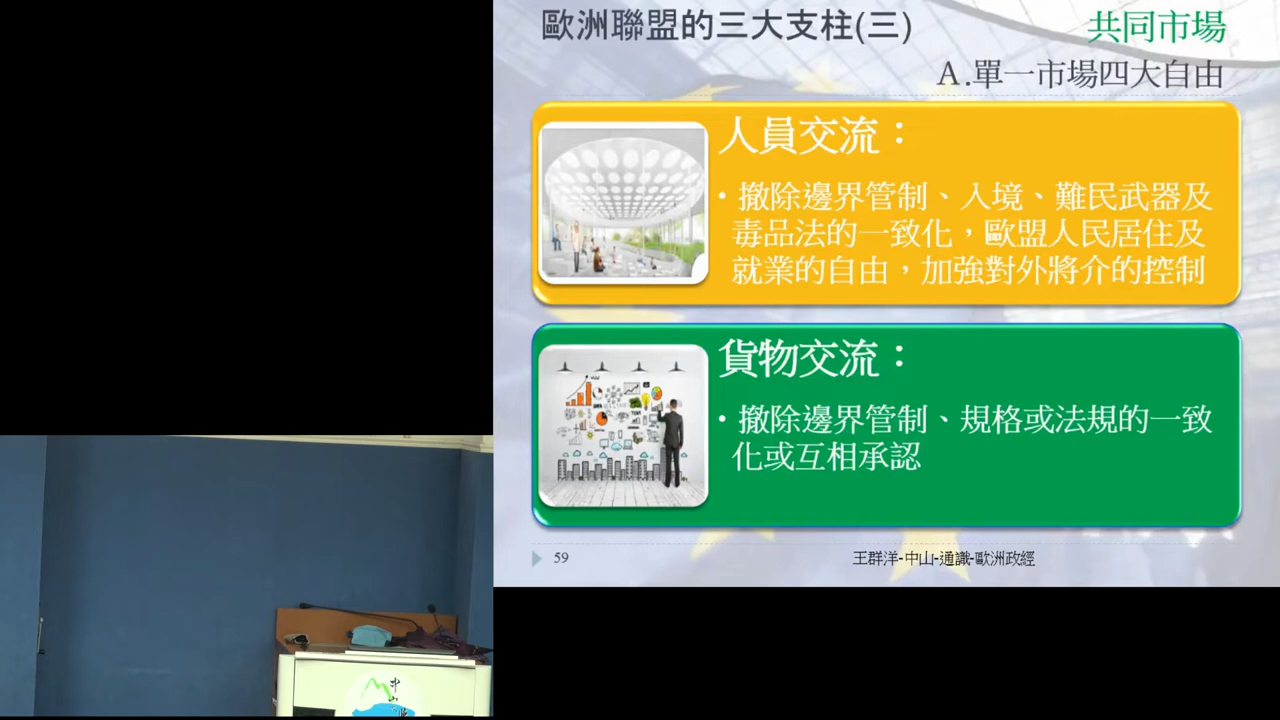 歐洲聯盟的三大支柱(三)
共同市場
A.單一市場四大自由
人員交流：
•撤除邊界管制、入境、難民武器及
毒品法的一致化，歐盟人民居住及
就業的自由，加強對外將介的控制
貨物交流：
•撤除邊界管制、規格或法規的一致
化或互相承認
59
王群洋-中山-通識-歐洲政經
中山